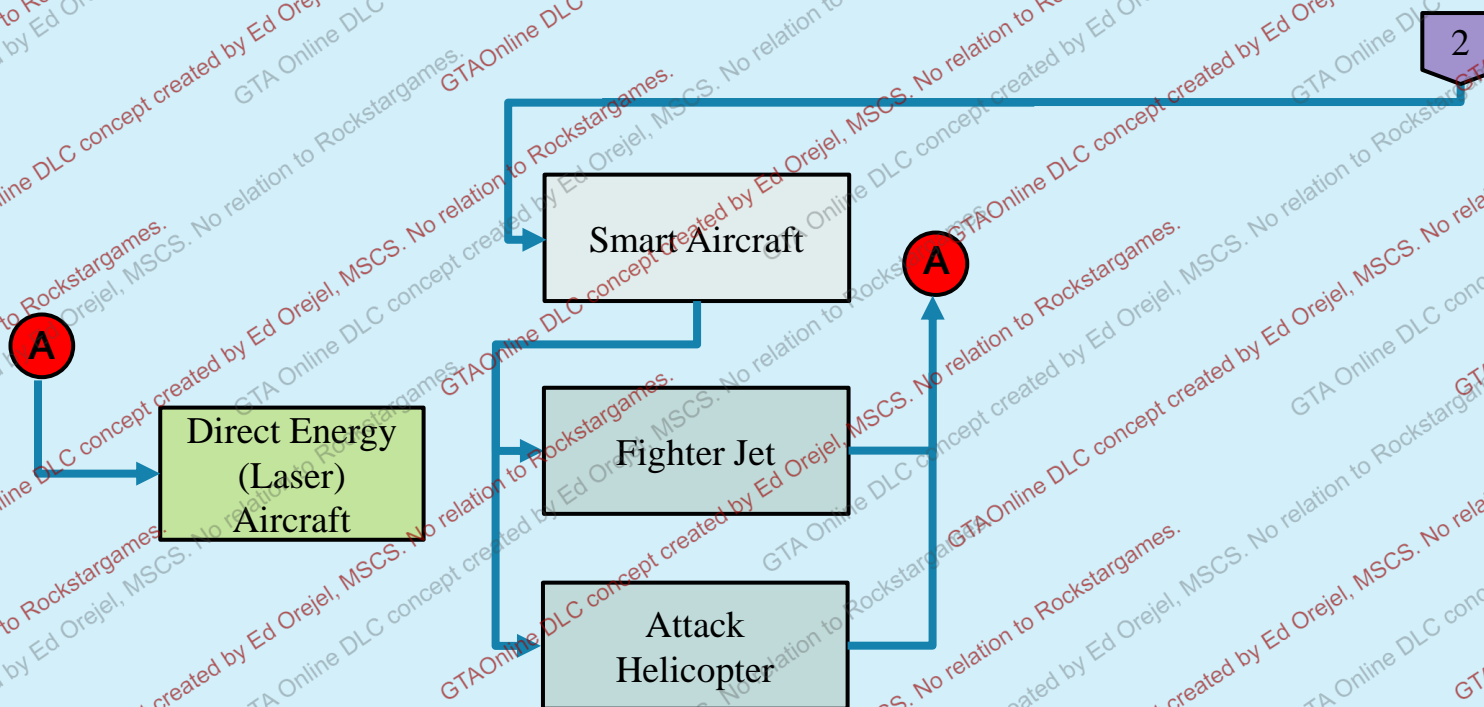 2
Smart Aircraft
A
A
Direct Energy
(Laser)
Aircraft
Fighter Jet
Attack
Helicopter
GTAOnline DLC concept created by Ed Orejel, MSCS. No relation to Rockstargames.
GTA Online DLC concept created by Ed Orejel, MSCS. No relation to Rockstargames.